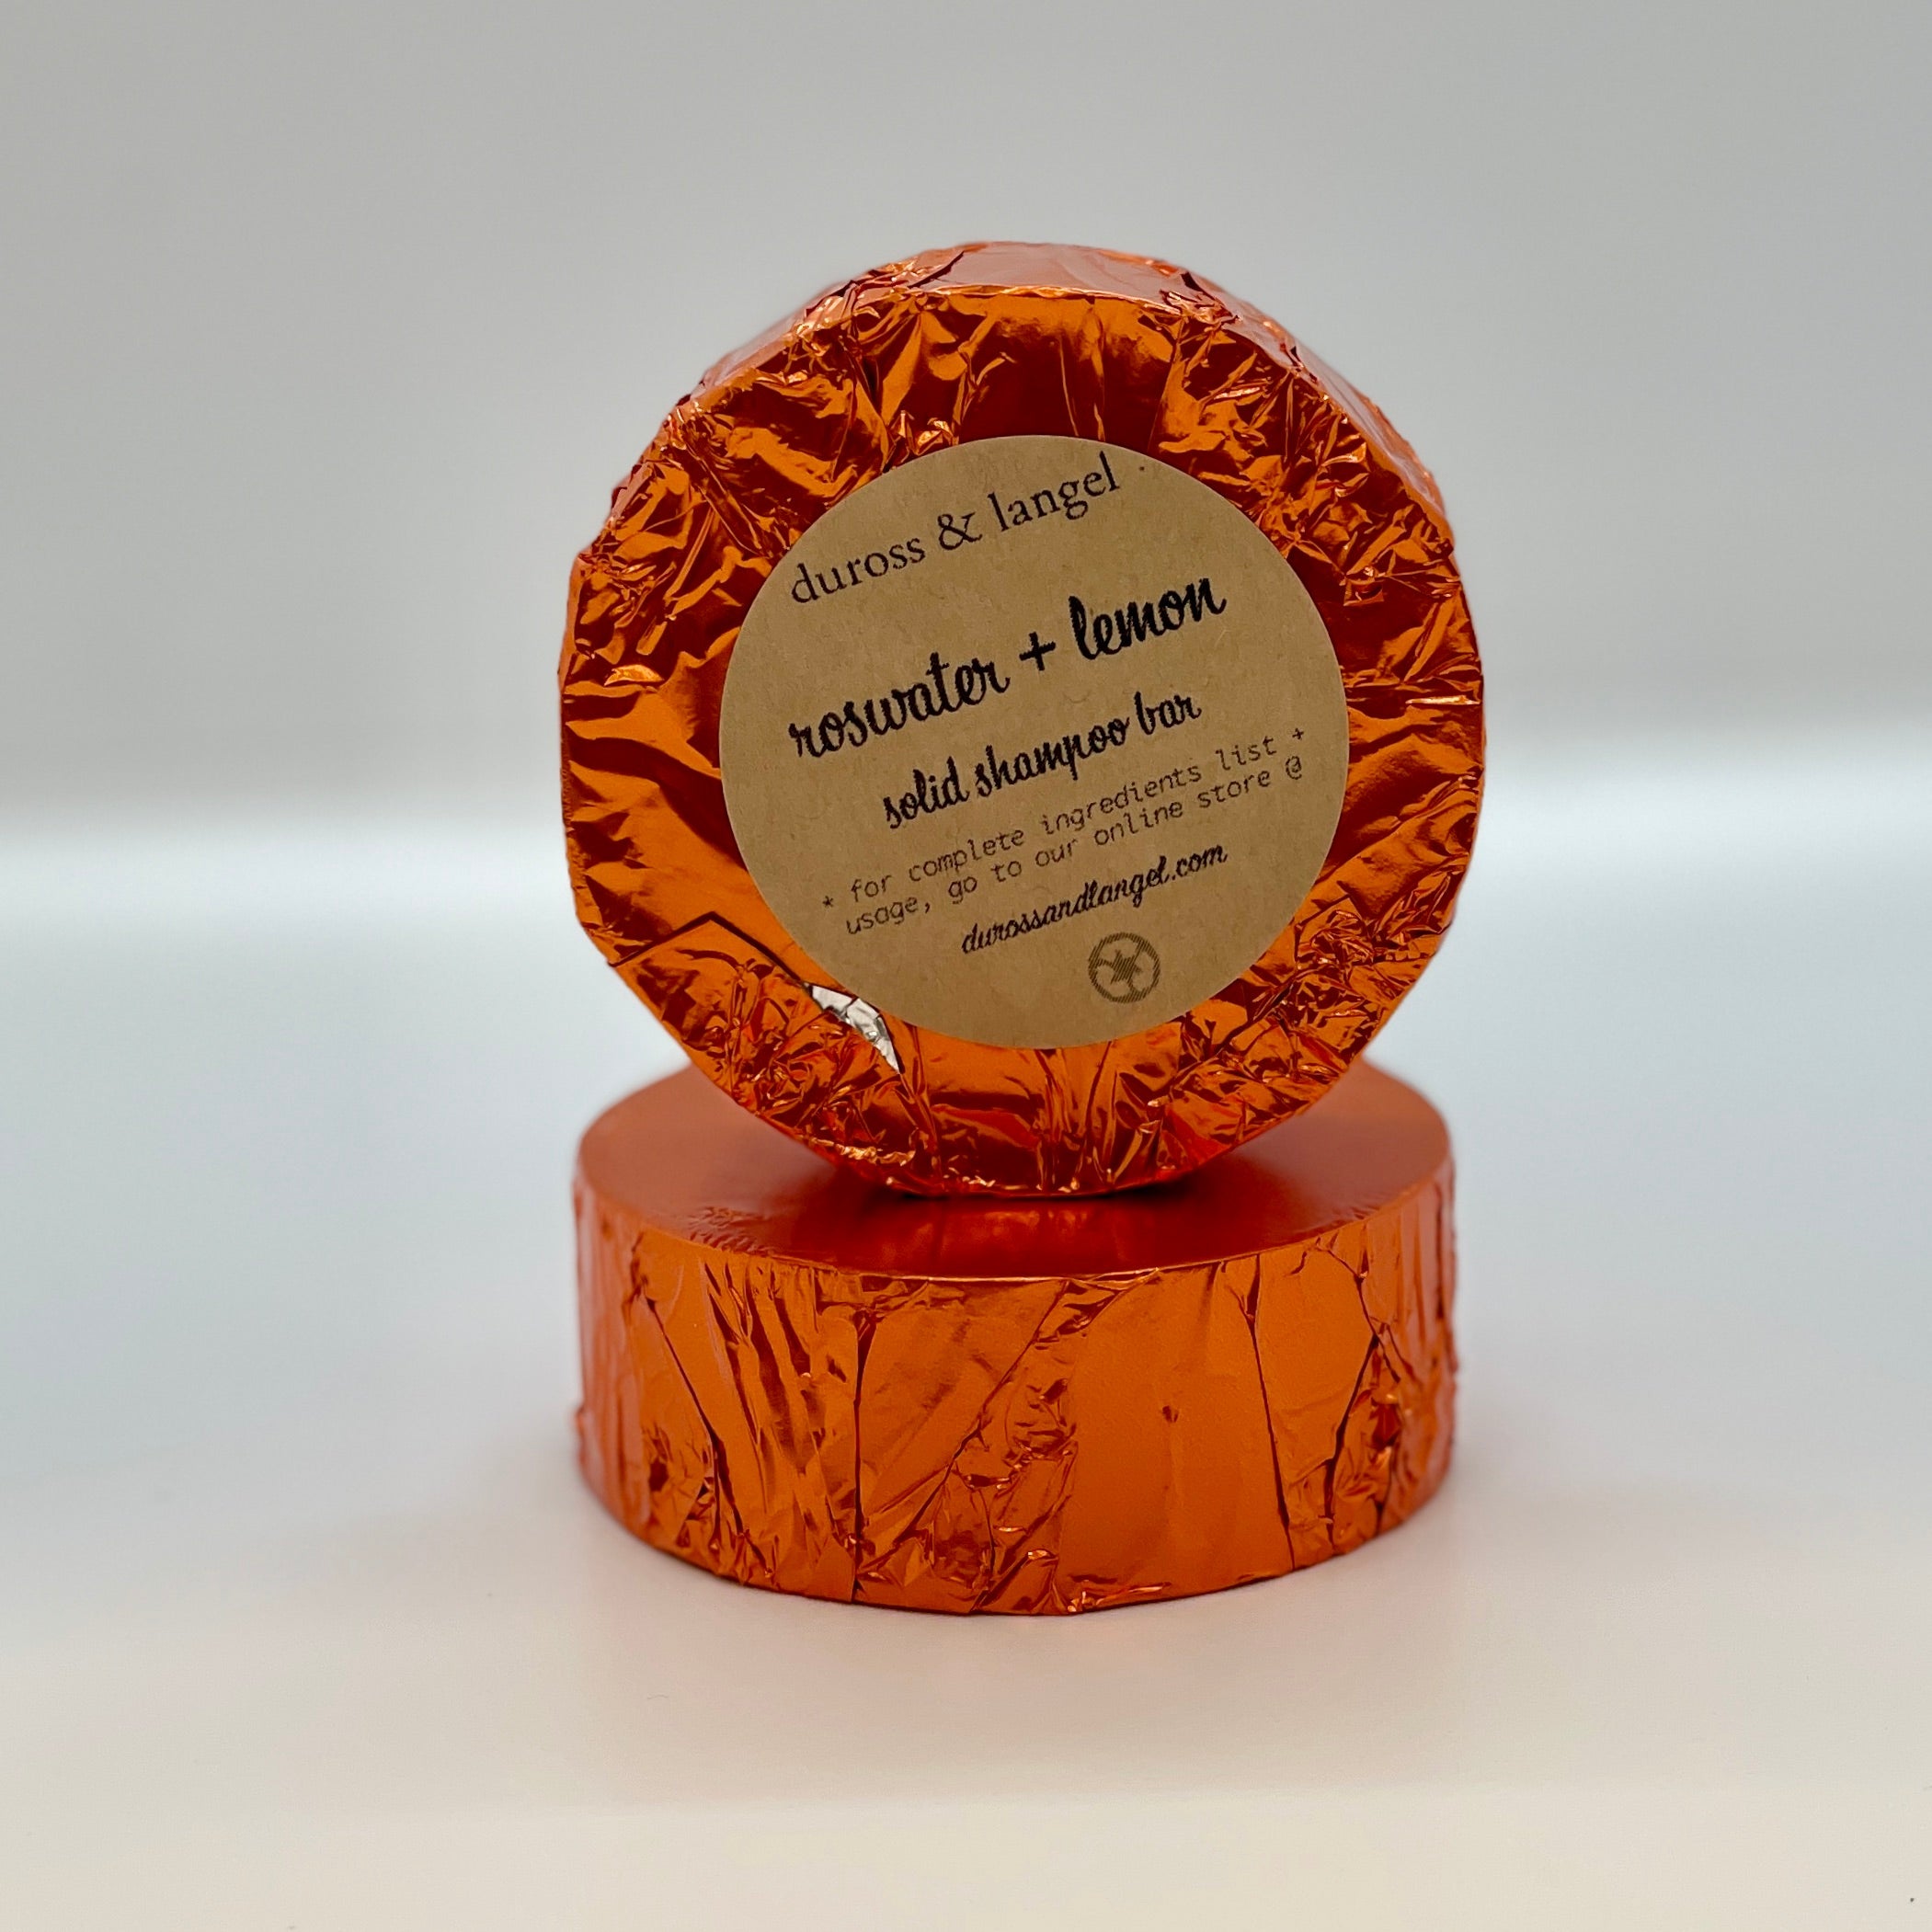 duross & langel
roswater + lemon
solid shampoo bar
* for complete ingredients list +
usage, go to our online store @
durossandlangel.com